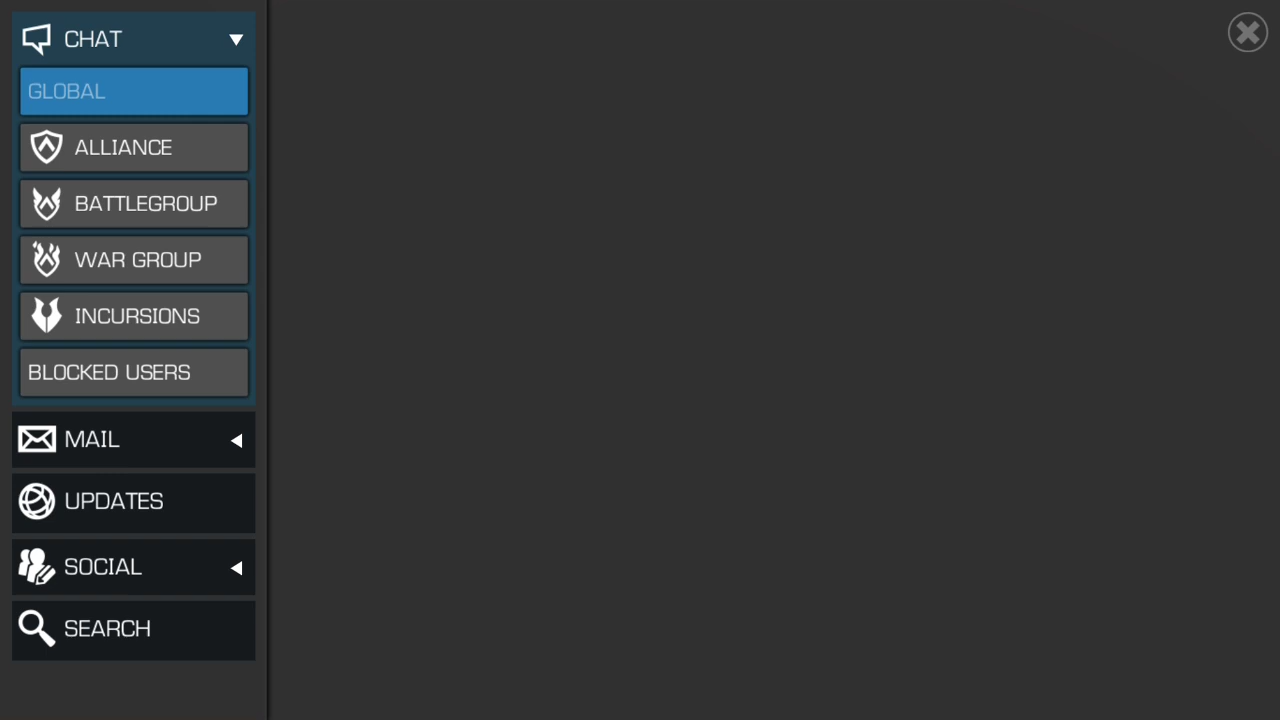 CHAT
GLOBAL
ALLIANCE
BATTLEGROUP
WAR GROUP
INCURSIONS
BLOCKED USERS
MAIL
UPDATES
SOCIAL
SEARCH